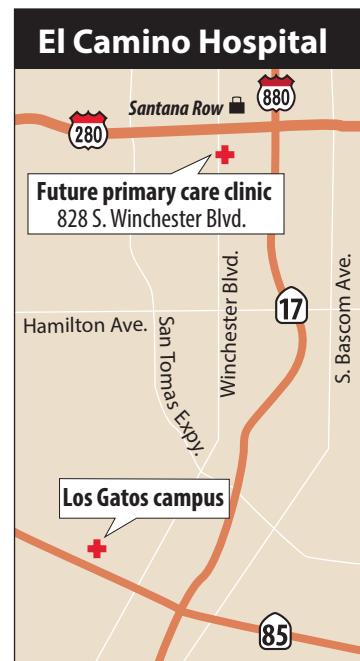 El Camino Hospital
Santana Row
880
280
Future primary care clinic
828 S. Winchester Blvd.
Hamilton Ave.
San Tomas Expy.
Winchester Blvd.
17
S. Bascom Ave.
Los Gatos campus
85